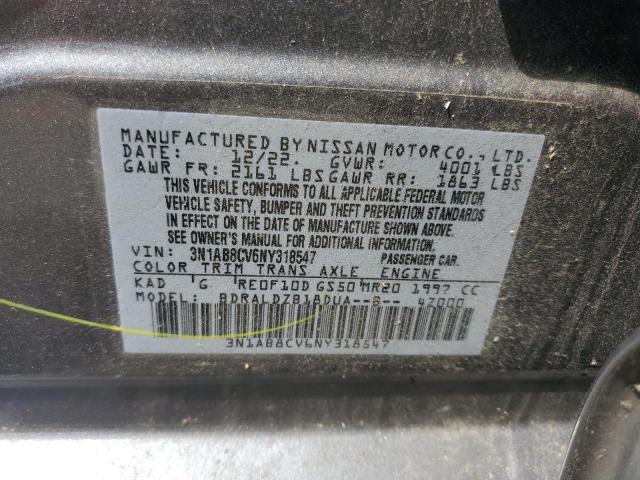 MANUFACTURED BY NISSAN MOTOR CO., LTD.
DATE: 12/22. GVWR: 4001 LBS
GAWR FR: 2161 LBS GAWR RR: 1863 LBS
THIS VEHICLE CONFORMS TO ALL APPLICABLE FEDERAL MOTOR
VEHICLE SAFETY, BUMPER AND THEFT PREVENTION STANDARDS
IN EFFECT ON THE DATE OF MANUFACTURE SHOWN ABOVE.
SEE OWNER'S MANUAL FOR ADDITIONAL INFORMATION.
VIN: 3N1AB8CV6NY318547 PASSENGER CAR.
COLOR TRIM TRANS AXLE ENGINE
KAD G RE0F10D GS50 MR20 1997 CC
MODEL: BDRALDZB18DUA--B-- 42000
3N1AB8CV6NY318547